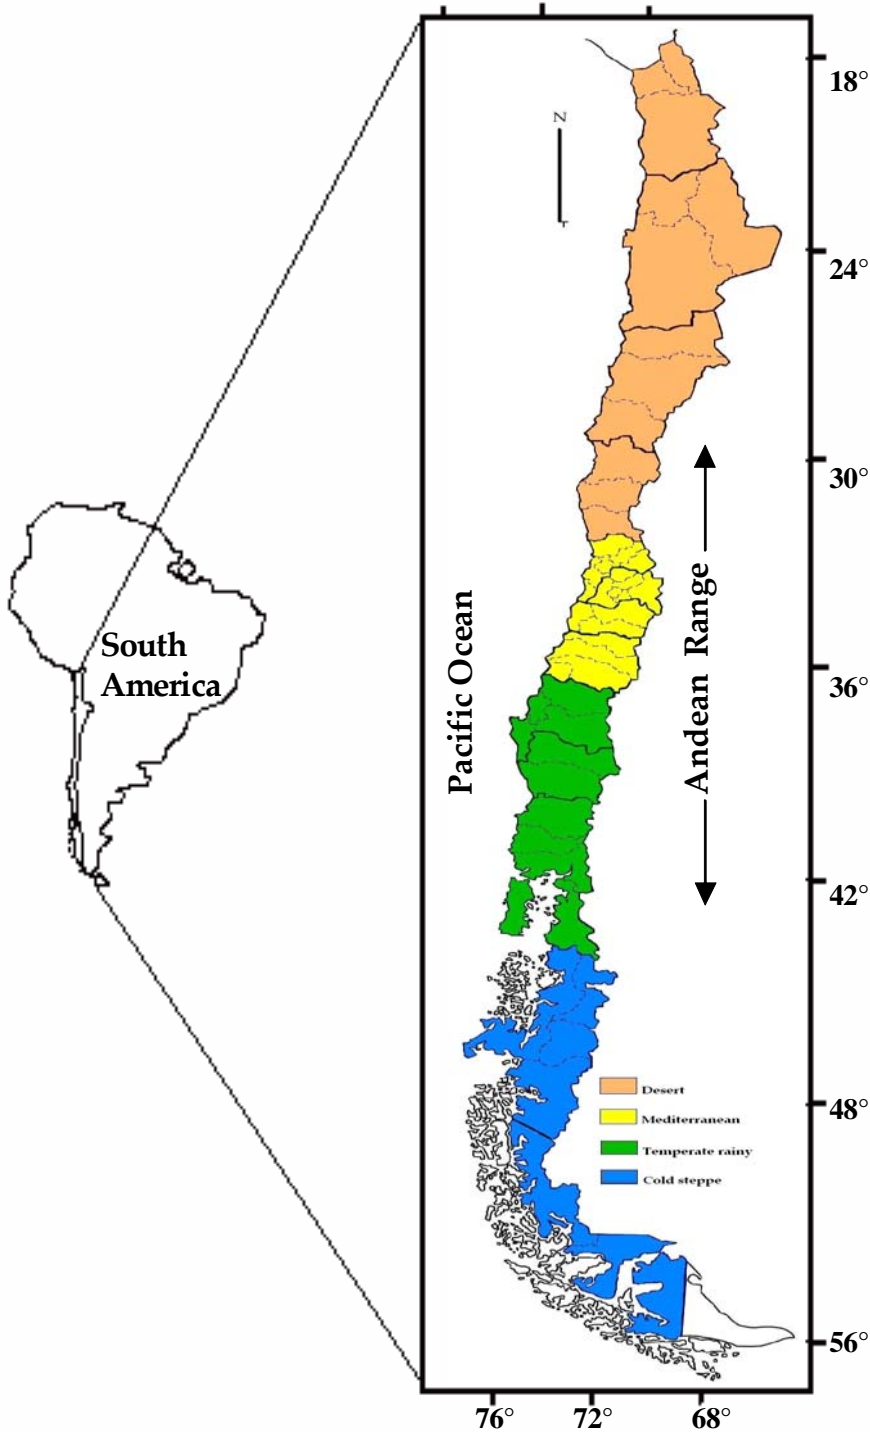 N
18°
24°
30°
36°
42°
48°
56°
South
America
Pacific Ocean
Andean Range
Desert
Mediterranean
Temperate rainy
Cold steppe
76°
72°
68°